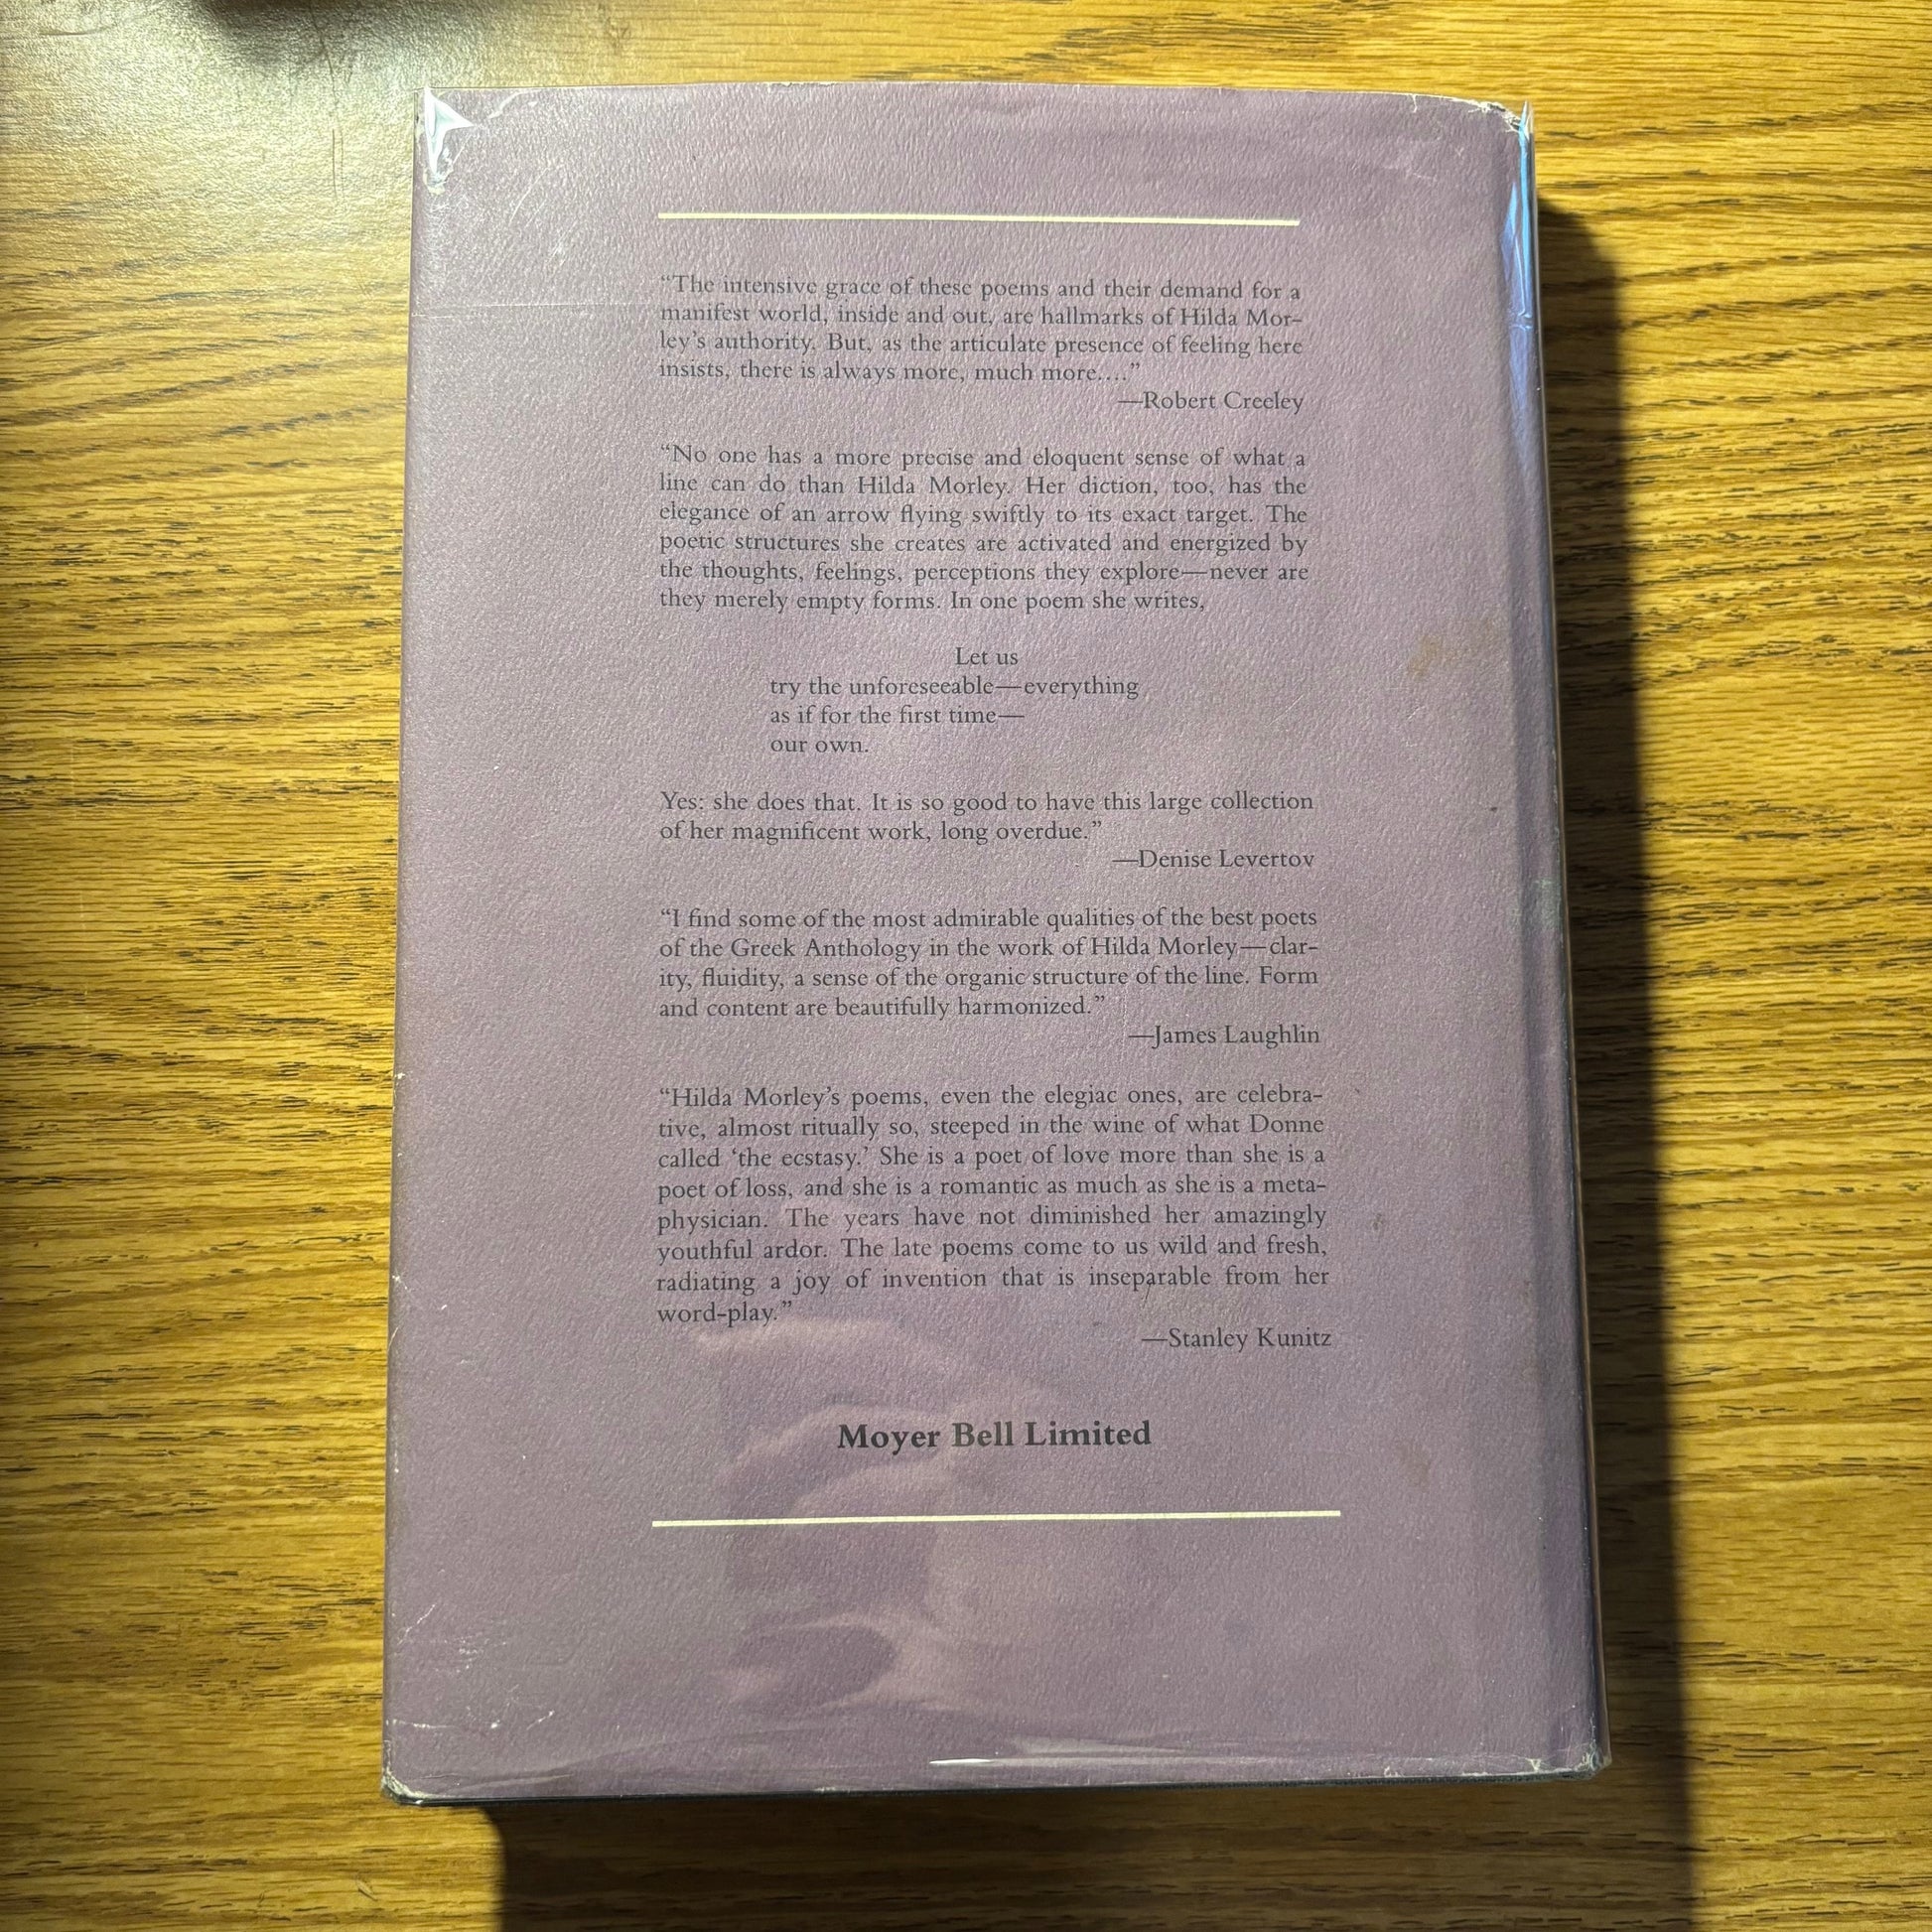 “The intensive grace of these poems and their demand for a
manifest world, inside and out, are hallmarks of Hilda Mor-
ley’s authority. But, as the articulate presence of feeling here
insists, there is always more, much more....”
—Robert Creeley
“No one has a more precise and eloquent sense of what a
line can do than Hilda Morley. Her diction, too, has the
elegance of an arrow flying swiftly to its exact target. The
poetic structures she creates are activated and energized by
the thoughts, feelings, perceptions they explore—never are
they merely empty forms. In one poem she writes,
Let us
try the unforeseeable—everything
as if for the first time—
our own.
Yes: she does that. It is so good to have this large collection
of her magnificent work, long overdue.”
—Denise Levertov
“I find some of the most admirable qualities of the best poets
of the Greek Anthology in the work of Hilda Morley—clar-
ity, fluidity, a sense of the organic structure of the line. Form
and content are beautifully harmonized.”
—James Laughlin
“Hilda Morley’s poems, even the elegiac ones, are celebra-
tive, almost ritually so, steeped in the wine of what Donne
called ‘the ecstasy.’ She is a poet of love more than she is a
poet of loss, and she is a romantic as much as she is a meta-
physician. The years have not diminished her amazingly
youthful ardor. The late poems come to us wild and fresh,
radiating a joy of invention that is inseparable from her
word-play.”
—Stanley Kunitz
Moyer Bell Limited